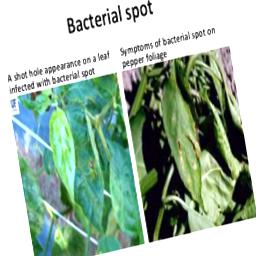 Bacterial spot
A shot hole appearance on a leaf
infected with bacterial spot
Symptoms of bacterial spot on
pepper foliage